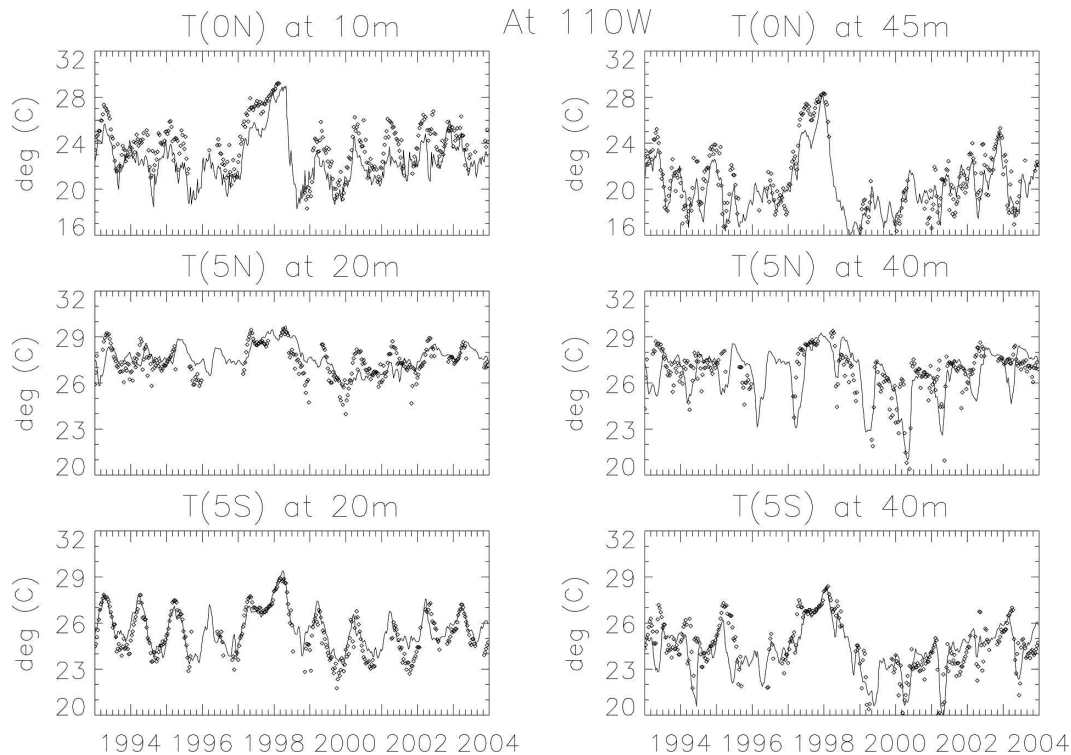 At 110W
T(0N) at 10m
T(0N) at 45m
32
28
24
20
16
deg (C)
32
28
24
20
16
deg (C)
T(5N) at 20m
T(5N) at 40m
32
29
26
23
20
deg (C)
32
29
26
23
20
deg (C)
T(5S) at 20m
T(5S) at 40m
32
29
26
23
20
deg (C)
32
29
26
23
20
deg (C)
1994 1996 1998 2000 2002 2004
1994 1996 1998 2000 2002 2004